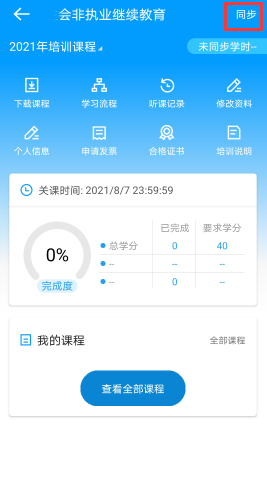 会非执业继续教育 同步
2021年培训课程 未同步学时--
下载课程 学习流程 听课记录 修改资料
个人信息 申请发票 合格证书 培训说明
关课时间: 2021/8/7 23:59:59
已完成 要求学分
0%
完成度
总学分 0 40
-- -- --
-- 0 --
我的课程 全部课程
查看全部课程